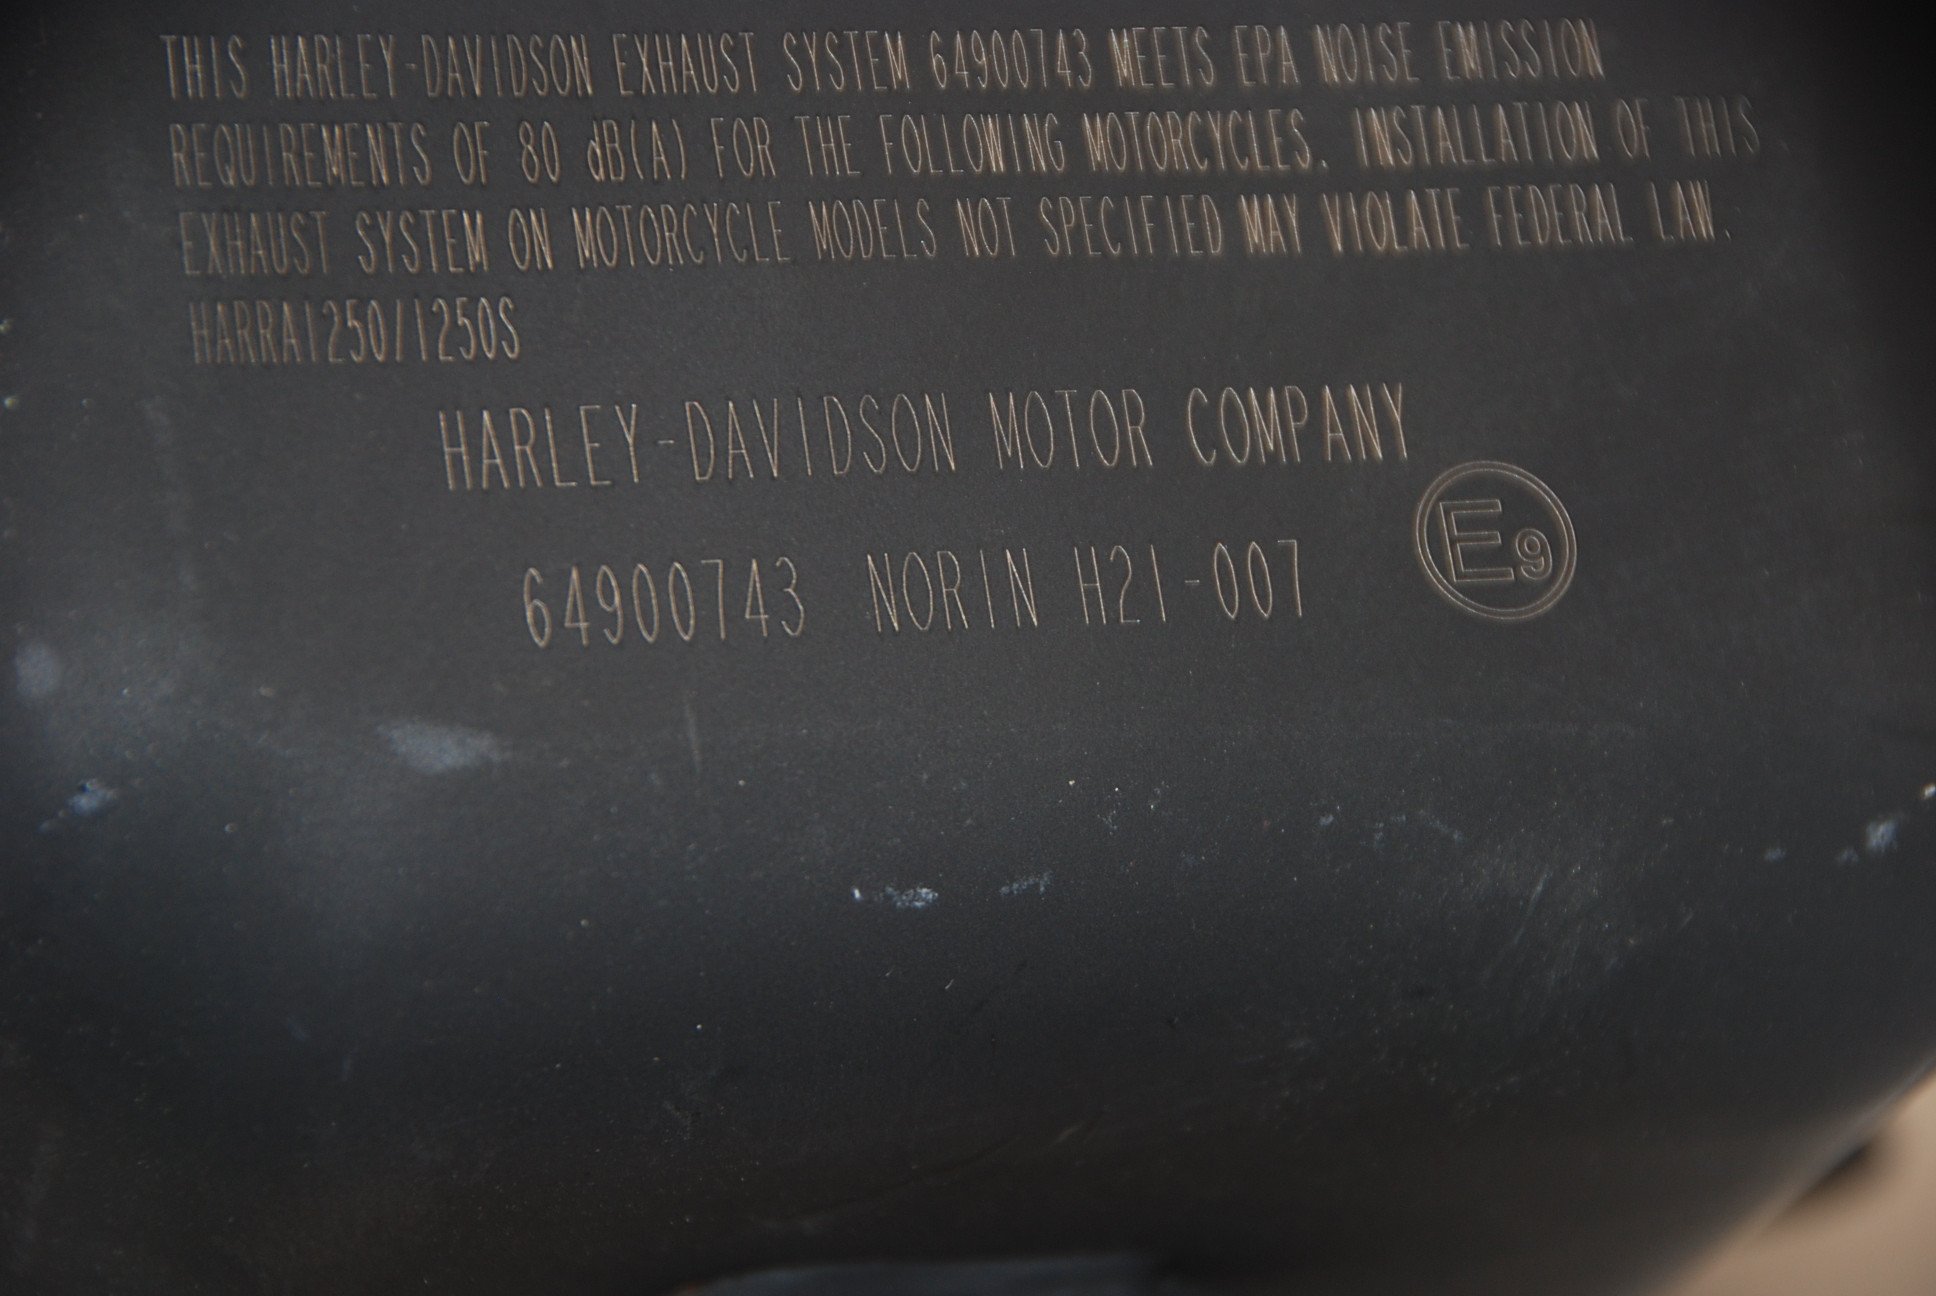 THIS HARLEY-DAVIDSON EXHAUST SYSTEM 64900743 MEETS EPA NOISE EMISSION
REQUIREMENTS OF 80 dB(A) FOR THE FOLLOWING MOTORCYCLES. INSTALLATION OF THIS
EXHAUST SYSTEM ON MOTORCYCLE MODELS NOT SPECIFIED MAY VIOLATE FEDERAL LAW.
HARRA1250/1250S
HARLEY-DAVIDSON MOTOR COMPANY
64900743 NORIN H21-007 E9